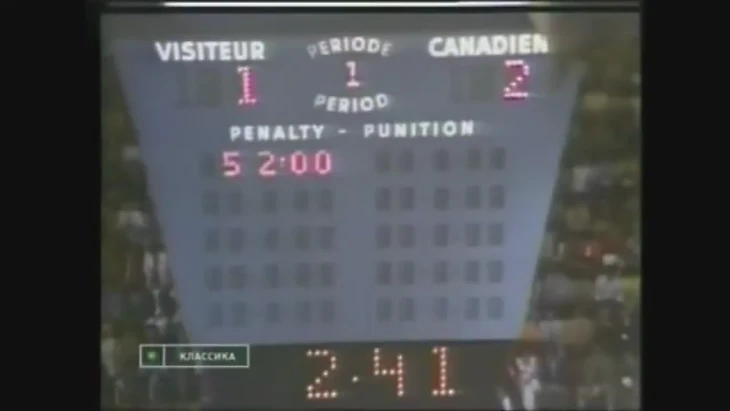 VISITEUR PERIODE CANADIEN
1 1 2
PERIOD
PENALTY - PUNITION
5 2:00
КЛАССИКА
2.41